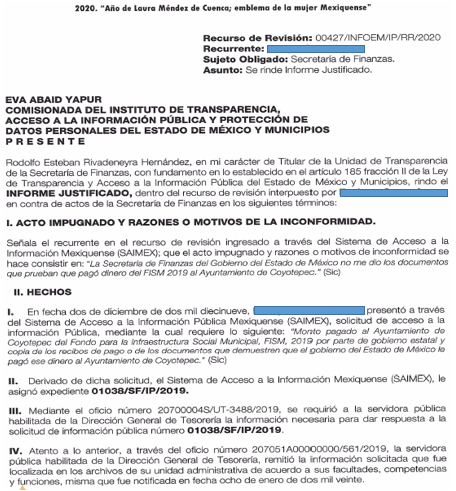 2020. "Año de Laura Méndez de Cuenca; emblema de la mujer Mexiquense"
Recurso de Revisión: 00427/INFOEM/IP/RR/2020
Recurrente:
Sujeto Obligado: Secretaría de Finanzas.
Asunto: Se rinde Informe Justificado.
EVA ABAID YAPUR
COMISIONADA DEL INSTITUTO DE TRANSPARENCIA,
ACCESO A LA INFORMACIÓN PÚBLICA Y PROTECCIÓN DE
DATOS PERSONALES DEL ESTADO DE MÉXICO Y MUNICIPIOS
P R E S E N T E
Rodolfo Esteban Rivadeneyra Hernández, en mi carácter de Titular de la Unidad de Transparencia
de la Secretaría de Finanzas, con fundamento en lo establecido en el artículo 185 fracción II de la Ley
de Transparencia y Acceso a la Información Pública del Estado de México y Municipios, rindo el
INFORME JUSTIFICADO, dentro del recurso de revisión interpuesto por
en contra de actos de la Secretaría de Finanzas en los siguientes términos:
I. ACTO IMPUGNADO Y RAZONES O MOTIVOS DE LA INCONFORMIDAD.
Señala el recurrente en el recurso de revisión ingresado a través del Sistema de Acceso a la
Información Mexiquense (SAIMEX); que el acto impugnado y razones o motivos de inconformidad se
hace consistir en: "La Secretaría de Finanzas del Gobierno del Estado de México no me dio los documentos
que prueban que pagó dinero del FISM 2019 al Ayuntamiento de Coyotepec." (Sic)
II. HECHOS
I. En fecha dos de diciembre de dos mil diecinueve, presentó a través
del Sistema de Acceso a la Información Pública Mexiquense (SAIMEX), solicitud de acceso a la
información Pública, mediante la cual requiere lo siguiente: "Monto pagado al Ayuntamiento de
Coyotepec del Fondo para la Infraestructura Social Municipal, FISM, 2019 por parte de gobierno estatal y
copia de los recibos de pago o de los documentos que demuestren que el gobierno del Estado de México le
pagó ese dinero al Ayuntamiento de Coyotepec." (Sic)
II. Derivado de dicha solicitud, el Sistema de Acceso a la Información Mexiquense (SAIMEX), le
asignó expediente 01038/SF/IP/2019.
III. Mediante el oficio número 20700004S/UT-3488/2019, se requirió a la servidora pública
habilitada de la Dirección General de Tesorería la información necesaria para dar respuesta a la
solicitud de información pública número 01038/SF/IP/2019.
IV. Atento a lo anterior, a través del oficio número 207051A00000000/561/2019, la servidora
pública habilitada de la Dirección General de Tesorería, remitió la información solicitada que fue
localizada en los archivos de su unidad administrativa de acuerdo a sus facultades, competencias
y funciones, misma que fue notificada en fecha ocho de enero de dos mil veinte.